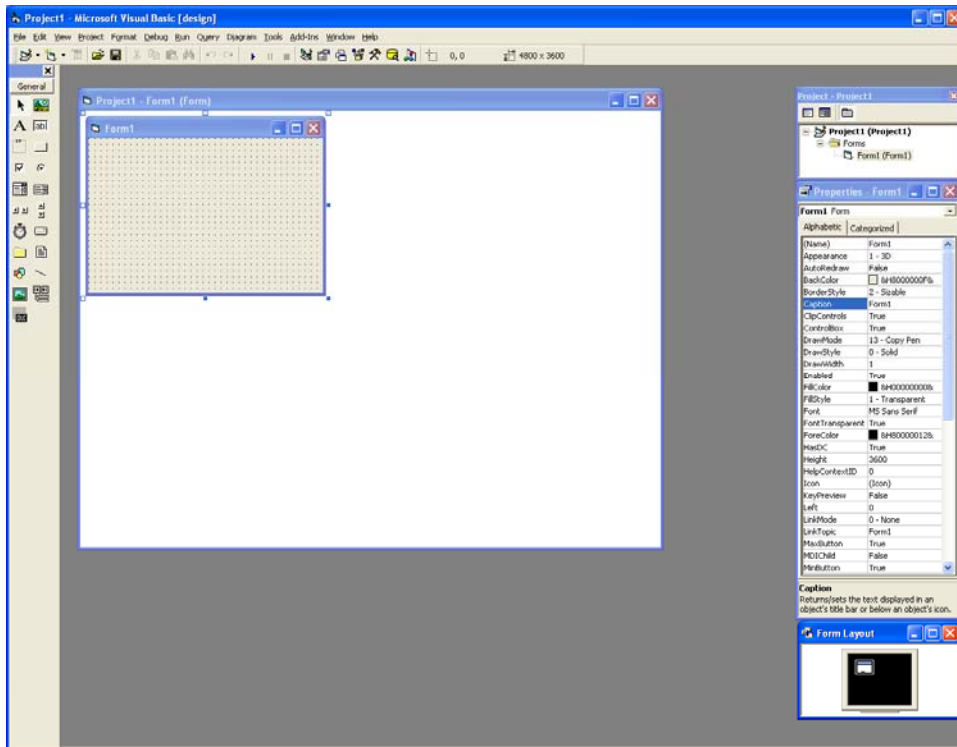 Project1 - Microsoft Visual Basic [design]
File Edit View Project Format Debug Run Query Diagram Tools Add-Ins Window Help
0, 0 4800 x 3600
General
A ab|
Project1 - Form1 (Form)
Form1
Project - Project1
Project1 (Project1)
Forms
Form1 (Form1)
Properties - Form1
Form1 Form
Alphabetic Categorized
(Name) Form1
Appearance 1 - 3D
AutoRedraw False
BackColor &H8000000F&
BorderStyle 2 - Sizable
Caption Form1
ClipControls True
ControlBox True
DrawMode 13 - Copy Pen
DrawStyle 0 - Solid
DrawWidth 1
Enabled True
FillColor &H00000000&
FillStyle 1 - Transparent
Font MS Sans Serif
FontTransparent True
ForeColor &H80000012&
HasDC True
Height 3600
HelpContextID 0
Icon (Icon)
KeyPreview False
Left 0
LinkMode 0 - None
LinkTopic Form1
MaxButton True
MDIChild False
MinButton True
Caption
Returns/sets the text displayed in an
object's title bar or below an object's icon.
Form Layout